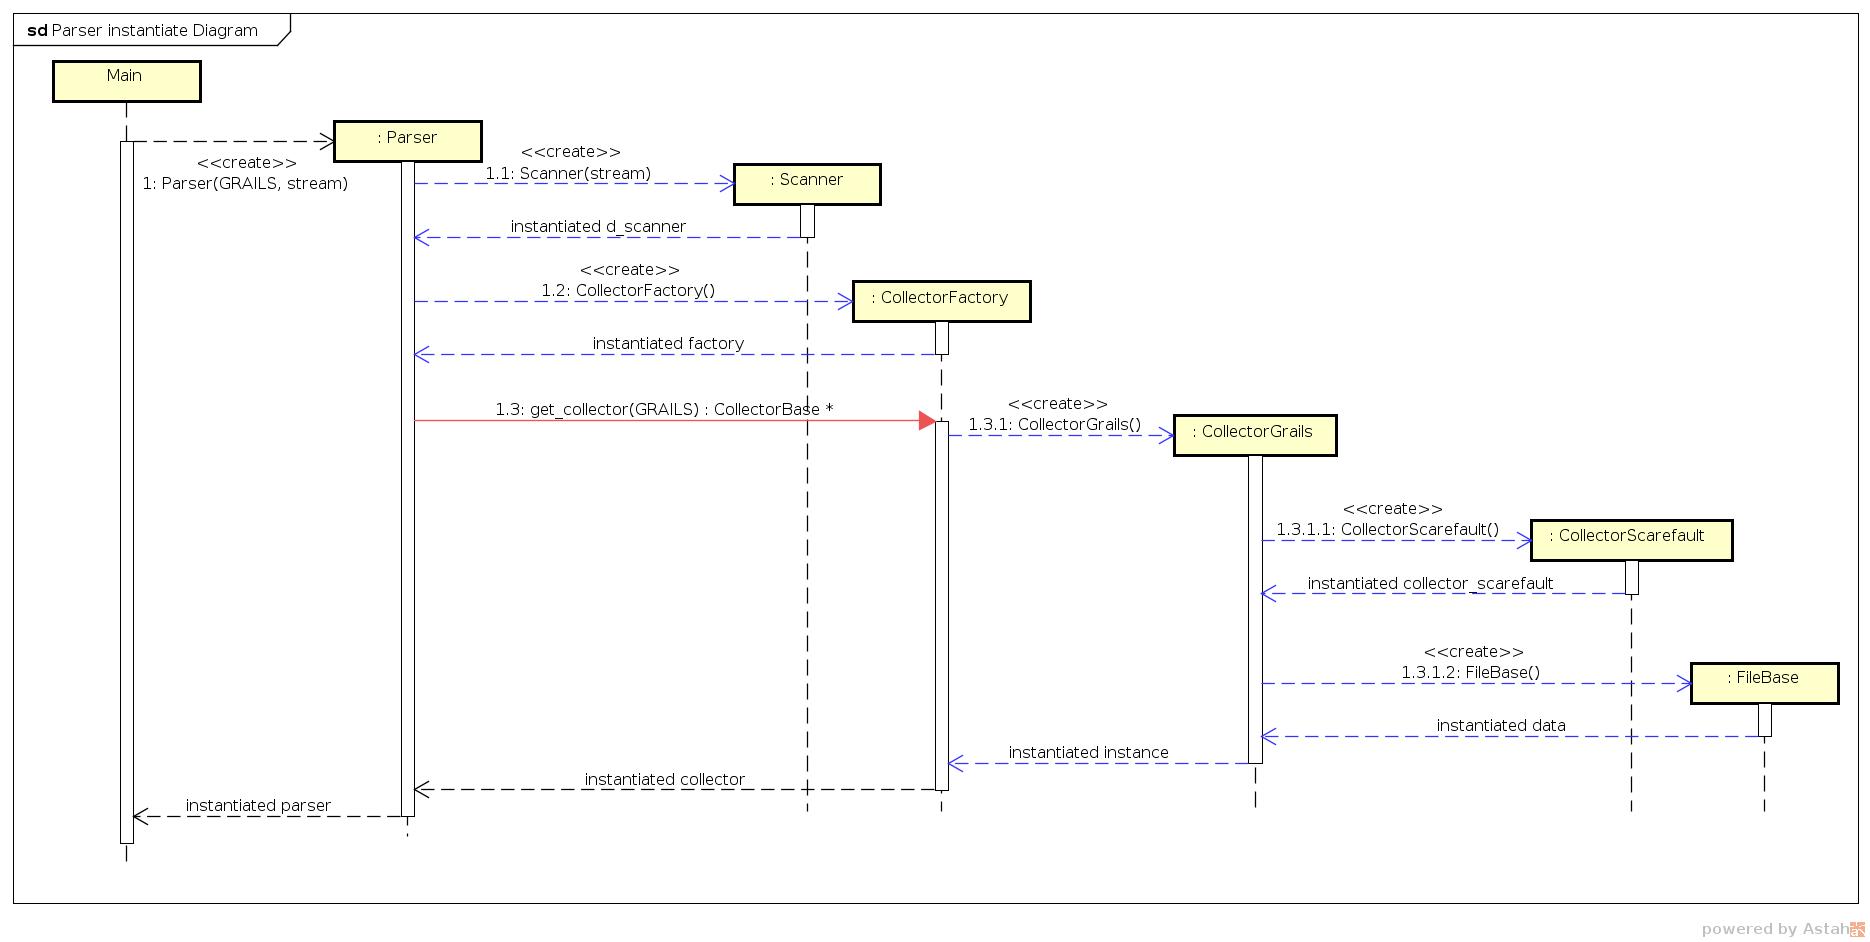 sd Parser instantiate Diagram
Main
: Parser
<<create>>
1: Parser(GRAILS, stream)
<<create>>
1.1: Scanner(stream)
: Scanner
instantiated d_scanner
<<create>>
1.2: CollectorFactory()
: CollectorFactory
instantiated factory
1.3: get_collector(GRAILS) : CollectorBase *
<<create>>
1.3.1: CollectorGrails()
: CollectorGrails
<<create>>
1.3.1.1: CollectorScarefault()
: CollectorScarefault
instantiated collector_scarefault
<<create>>
1.3.1.2: FileBase()
: FileBase
instantiated data
instantiated instance
instantiated collector
instantiated parser
powered by Astah